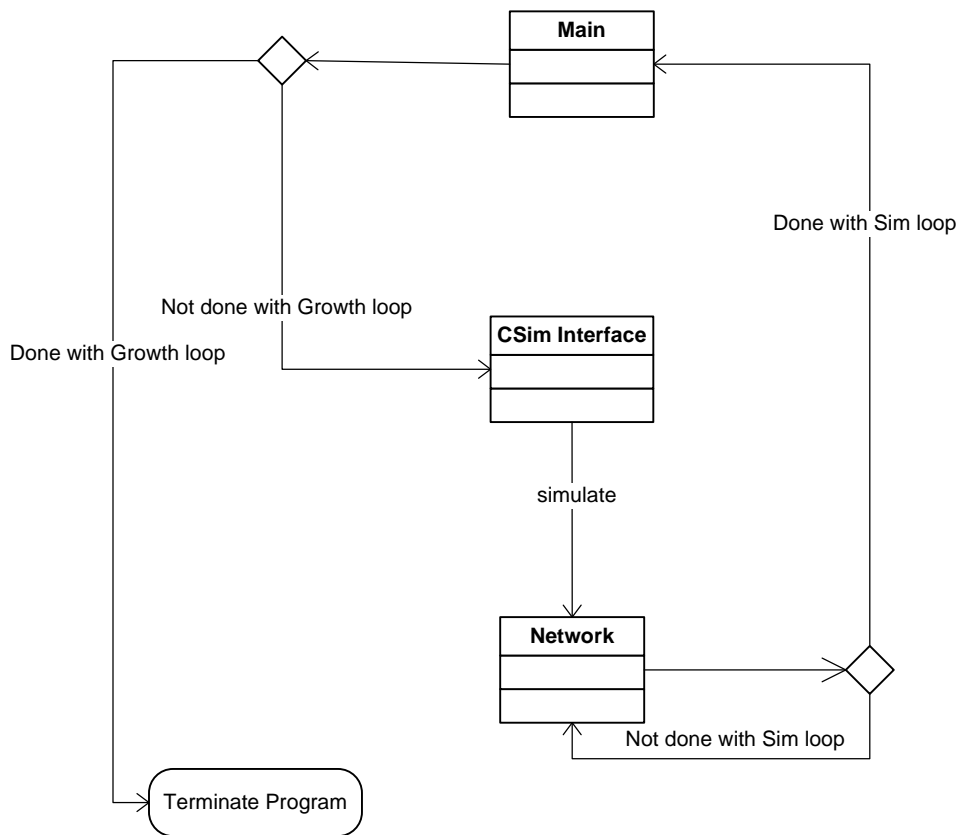 Main
Done with Sim loop
Not done with Growth loop
CSim Interface
Done with Growth loop
simulate
Network
Not done with Sim loop
Terminate Program